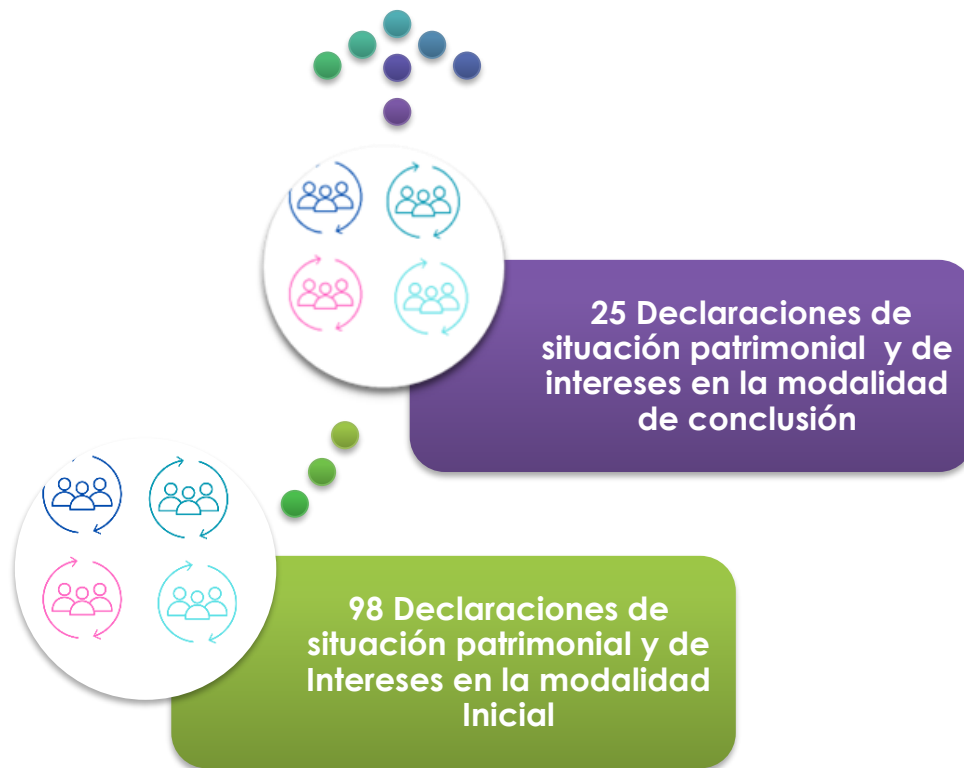 25 Declaraciones de
situación patrimonial  y de
intereses en la modalidad
de conclusión
98 Declaraciones de
situación patrimonial y de
Intereses en la modalidad
Inicial